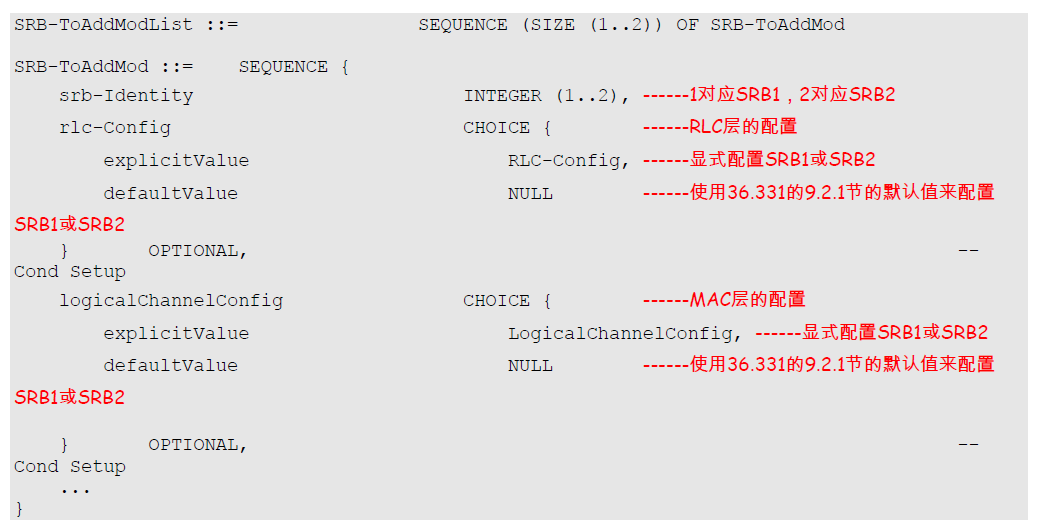 SRB-ToAddModList ::= SEQUENCE (SIZE (1..2)) OF SRB-ToAddMod
SRB-ToAddMod ::= SEQUENCE {
srb-Identity INTEGER (1..2), ------1对应SRB1，2对应SRB2
rlc-Config CHOICE { ------RLC层的配置
explicitValue RLC-Config, ------显式配置SRB1或SRB2
defaultValue NULL ------使用36.331的9.2.1节的默认值来配置
SRB1或SRB2
} OPTIONAL, --
Cond Setup
logicalChannelConfig CHOICE { ------MAC层的配置
explicitValue LogicalChannelConfig, ------显式配置SRB1或SRB2
defaultValue NULL ------使用36.331的9.2.1节的默认值来配置
SRB1或SRB2
} OPTIONAL, --
Cond Setup
...
}